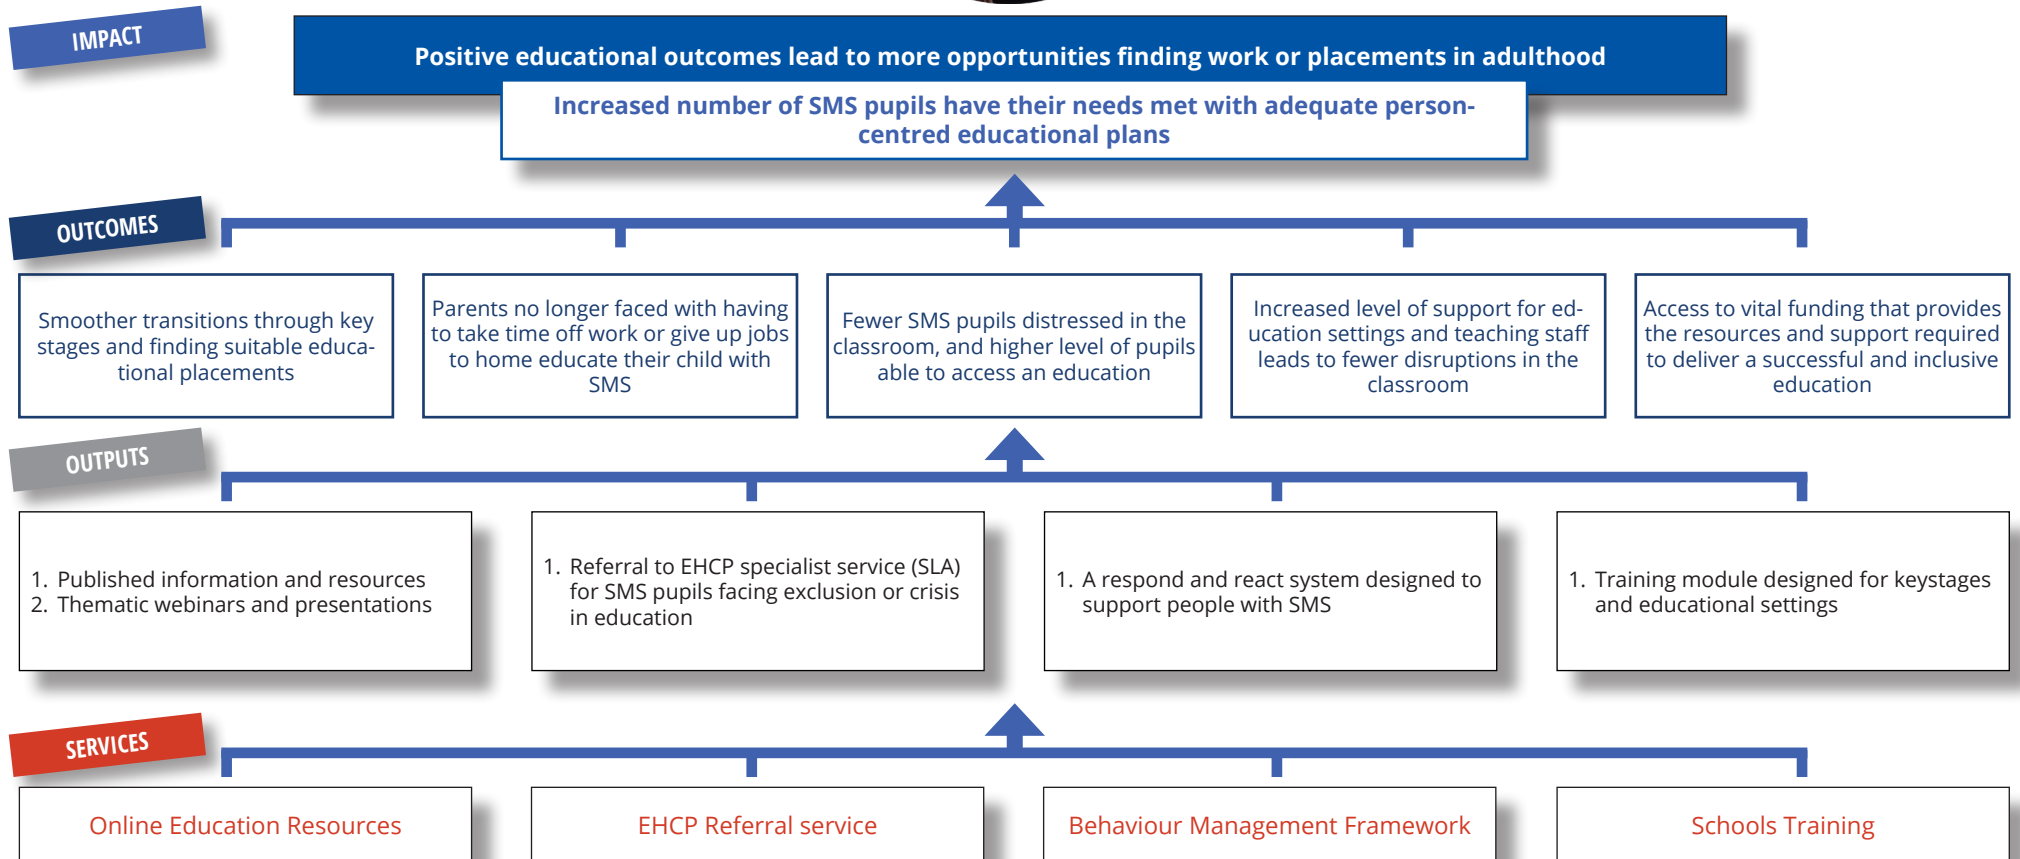 IMPACT
Positive educational outcomes lead to more opportunities finding work or placements in adulthood
Increased number of SMS pupils have their needs met with adequate person-
centred educational plans
OUTCOMES
Smoother transitions through key
stages and finding suitable educa-
tional placements
Parents no longer faced with having
to take time off work or give up jobs
to home educate their child with
SMS
Fewer SMS pupils distressed in the
classroom, and higher level of pupils
able to access an education
Increased level of support for ed-
ucation settings and teaching staff
leads to fewer disruptions in the
classroom
Access to vital funding that provides
the resources and support required
to deliver a successful and inclusive
education
OUTPUTS
1. Published information and resources
2. Thematic webinars and presentations
1. Referral to EHCP specialist service (SLA)
for SMS pupils facing exclusion or crisis
in education
1. A respond and react system designed to
support people with SMS
1. Training module designed for keystages
and educational settings
SERVICES
Online Education Resources
EHCP Referral service
Behaviour Management Framework
Schools Training